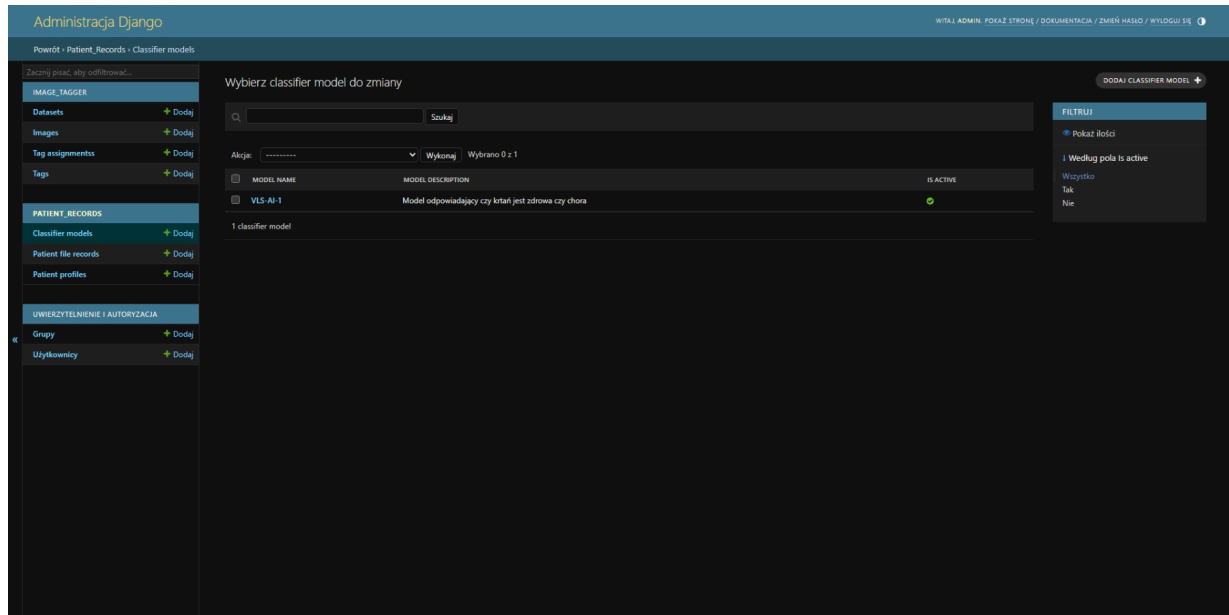 Administracja Django
WITAJ, ADMIN. POKAŻ STRONĘ / DOKUMENTACJA / ZMIEŃ HASŁO / WYLOGUJ SIĘ
Powrót › Patient_Records › Classifier models
Zacznij pisać, aby odfiltrować...
IMAGE_TAGGER
Datasets + Dodaj
Images + Dodaj
Tag assignmentss + Dodaj
Tags + Dodaj
PATIENT_RECORDS
Classifier models + Dodaj
Patient file records + Dodaj
Patient profiles + Dodaj
UWIERZYTELNIENIE I AUTORYZACJA
Grupy + Dodaj
Użytkownicy + Dodaj
«
Wybierz classifier model do zmiany
DODAJ CLASSIFIER MODEL +
Szukaj
Akcja: --------- Wykonaj Wybrano 0 z 1
MODEL NAME MODEL DESCRIPTION IS ACTIVE
VLS-AI-1 Model odpowiadający czy krtań jest zdrowa czy chora
1 classifier model
FILTRUJ
Pokaż ilości
↓ Według pola Is active
Wszystko
Tak
Nie